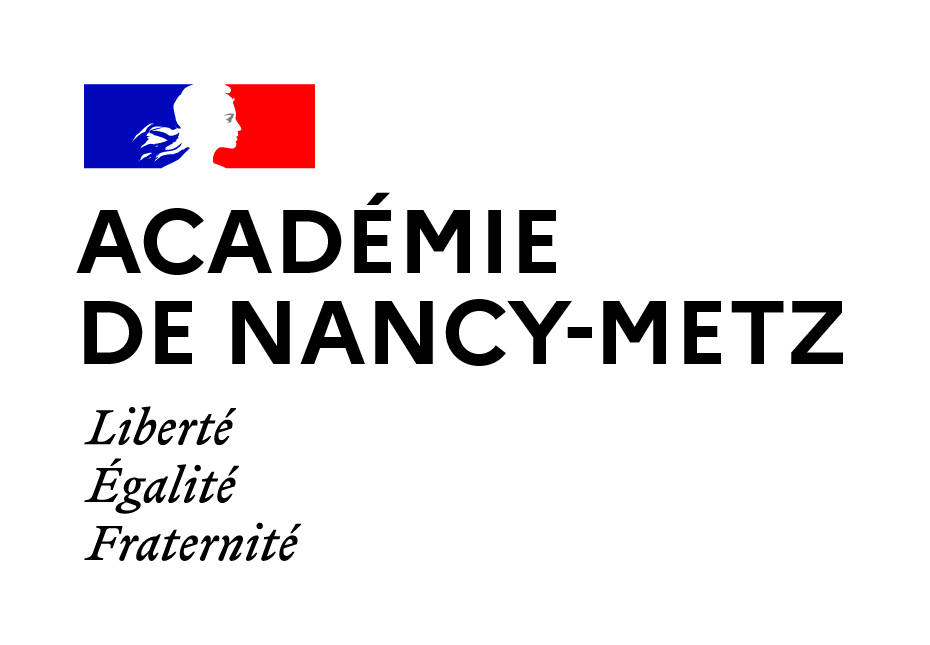 ACADÉMIE
DE NANCY-METZ
Liberté
Égalité
Fraternité